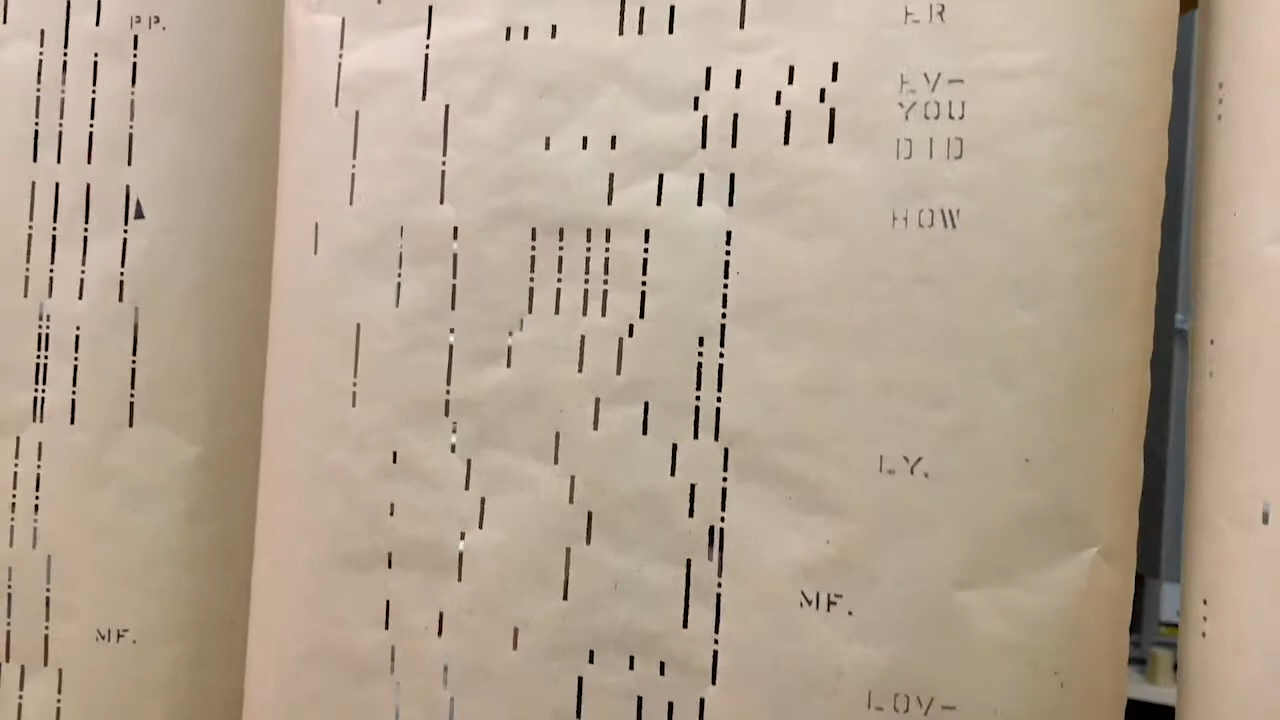 PP.
MF.
ER
EV-
YOU
DID
HOW
LY.
MF.
LOV-